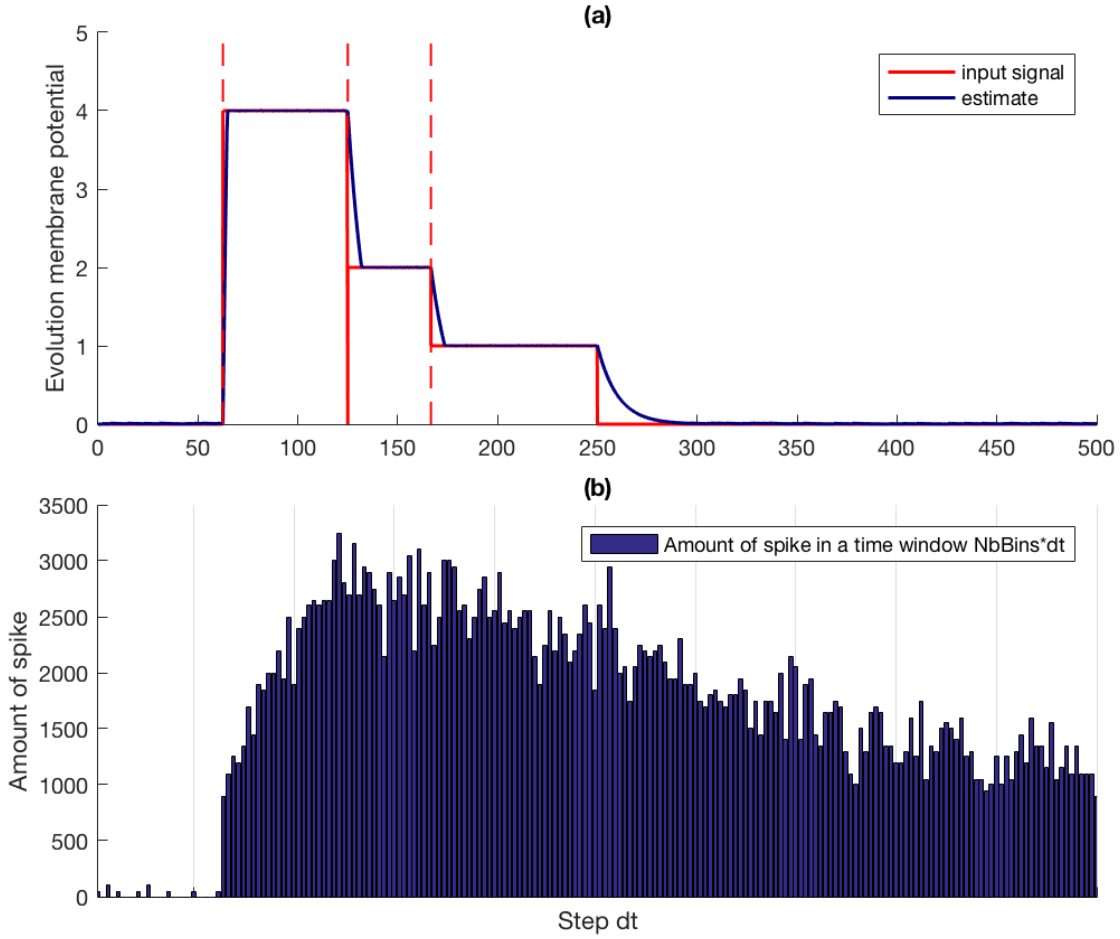 (a)
5
4
3
2
1
0
Evolution membrane potential
input signal
estimate
0 50 100 150 200 250 300 350 400 450 500
(b)
3500
3000
2500
2000
1500
1000
500
0
Amount of spike
Amount of spike in a time window NbBins*dt
Step dt